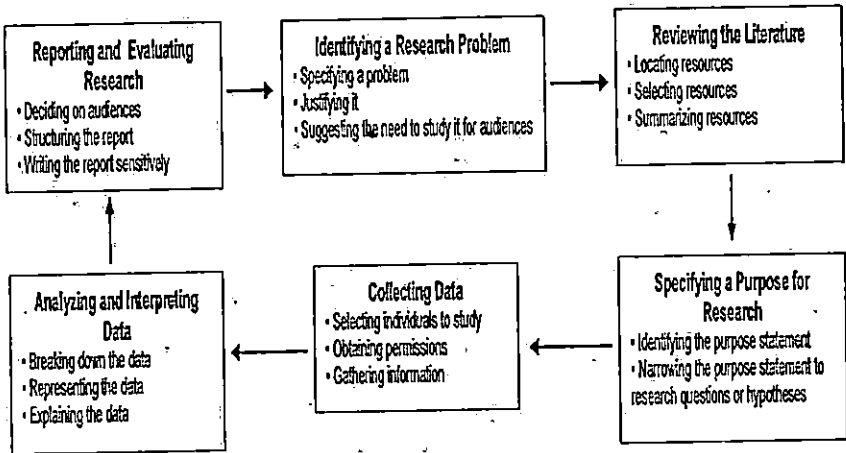 Reporting and Evaluating
Research
• Deciding on audiences
• Structuring the report
• Writing the report sensitively
Identifying a Research Problem
• Specifying a problem
• Justifying it
• Suggesting the need to study it for audiences
Reviewing the Literature
• Locating resources
• Selecting resources
• Summarizing resources
Specifying a Purpose for
Research
• Identifying the purpose statement
• Narrowing the purpose statement to
research questions or hypotheses
Collecting Data
• Selecting individuals to study
• Obtaining permissions
• Gathering information
Analyzing and Interpreting
Data
• Breaking down the data
• Representing the data
• Explaining the data